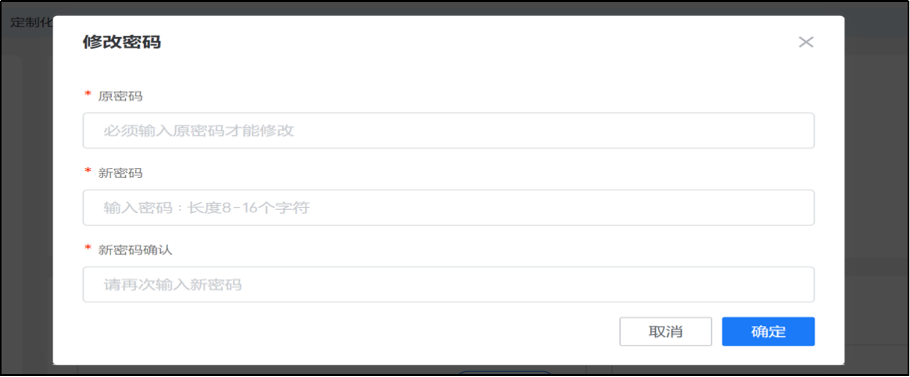 定制化
修改密码
* 原密码
必须输入原密码才能修改
* 新密码
输入密码：长度8-16个字符
* 新密码确认
请再次输入新密码
取消 确定